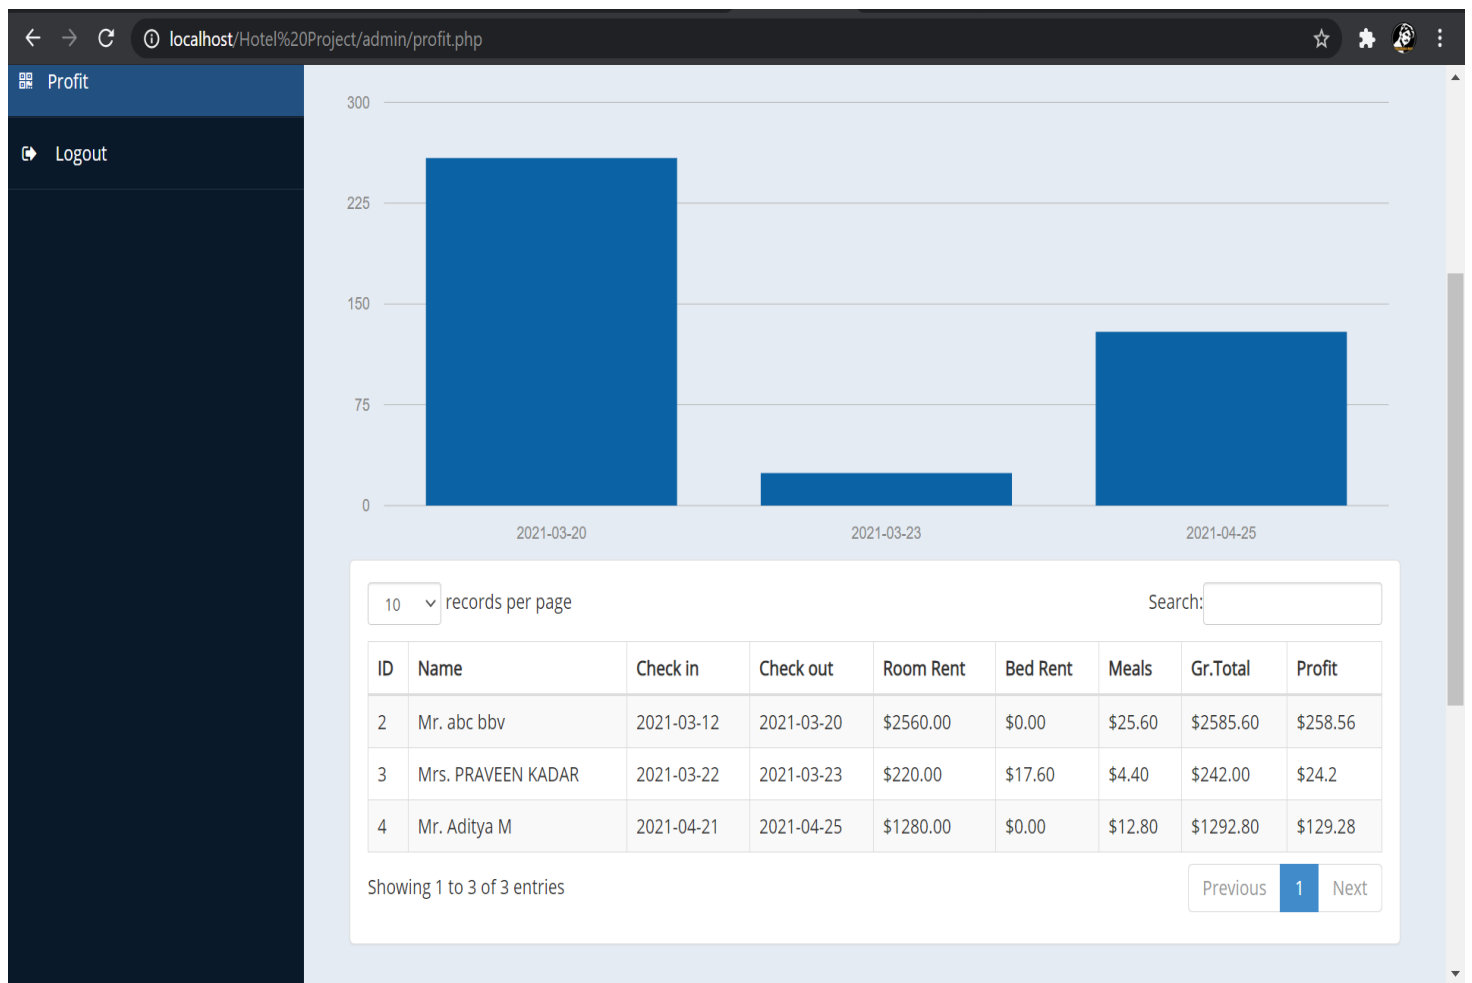 localhost/Hotel%20Project/admin/profit.php
Profit
Logout
300
225
150
75
0
2021-03-20 2021-03-23 2021-04-25
10 records per page Search:
ID Name Check in Check out Room Rent Bed Rent Meals Gr.Total Profit
2 Mr. abc bbv 2021-03-12 2021-03-20 $2560.00 $0.00 $25.60 $2585.60 $258.56
3 Mrs. PRAVEEN KADAR 2021-03-22 2021-03-23 $220.00 $17.60 $4.40 $242.00 $24.2
4 Mr. Aditya M 2021-04-21 2021-04-25 $1280.00 $0.00 $12.80 $1292.80 $129.28
Showing 1 to 3 of 3 entries Previous 1 Next